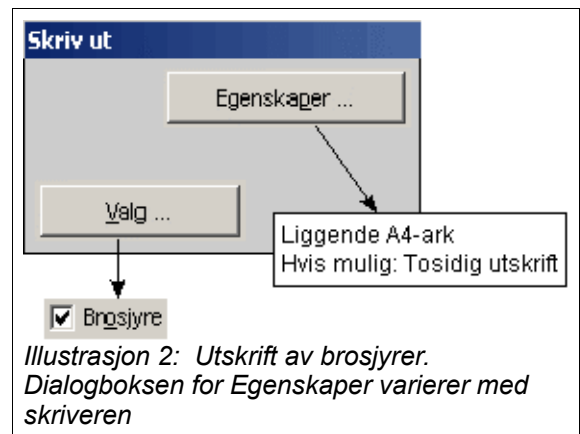 Skriv ut
Egenskaper ...
Valg ...
Liggende A4-ark
Hvis mulig: Tosidig utskrift
Brosjyre
Illustrasjon 2: Utskrift av brosjyrer.
Dialogboksen for Egenskaper varierer med
skriveren